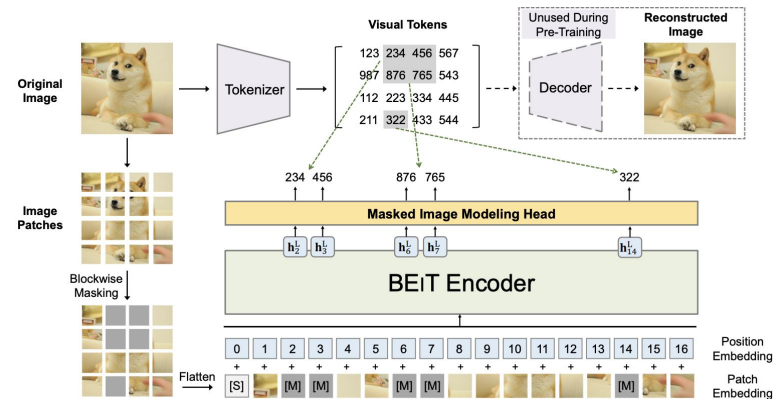 Visual Tokens
Unused During
Pre-Training
Reconstructed
Image
Original
Image
Tokenizer
123 234 456 567
987 876 765 543
112 223 334 445
211 322 433 544
Decoder
234 456 876 765 322
Image
Patches
Masked Image Modeling Head
h₂ᴸ h₃ᴸ h₆ᴸ h₇ᴸ h₁₄ᴸ
Blockwise
Masking
BEiT Encoder
0 1 2 3 4 5 6 7 8 9 10 11 12 13 14 15 16
Position
Embedding
+ + + + + + + + + + + + + + + + +
Flatten
[S] [M] [M] [M] [M] [M]
Patch
Embedding